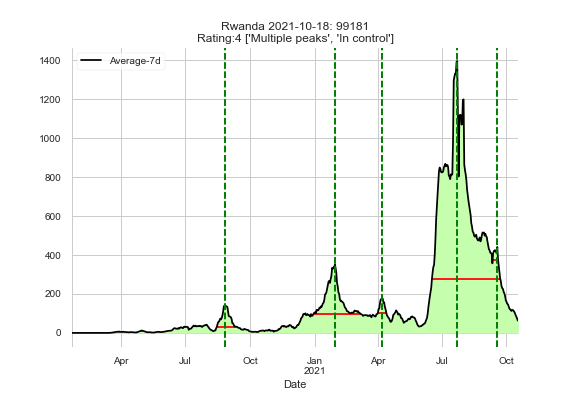 Rwanda 2021-10-18: 99181
Rating:4 ['Multiple peaks', 'In control']
Average-7d
1400
1200
1000
800
600
400
200
0
Apr Jul Oct Jan Apr Jul Oct
2021
Date